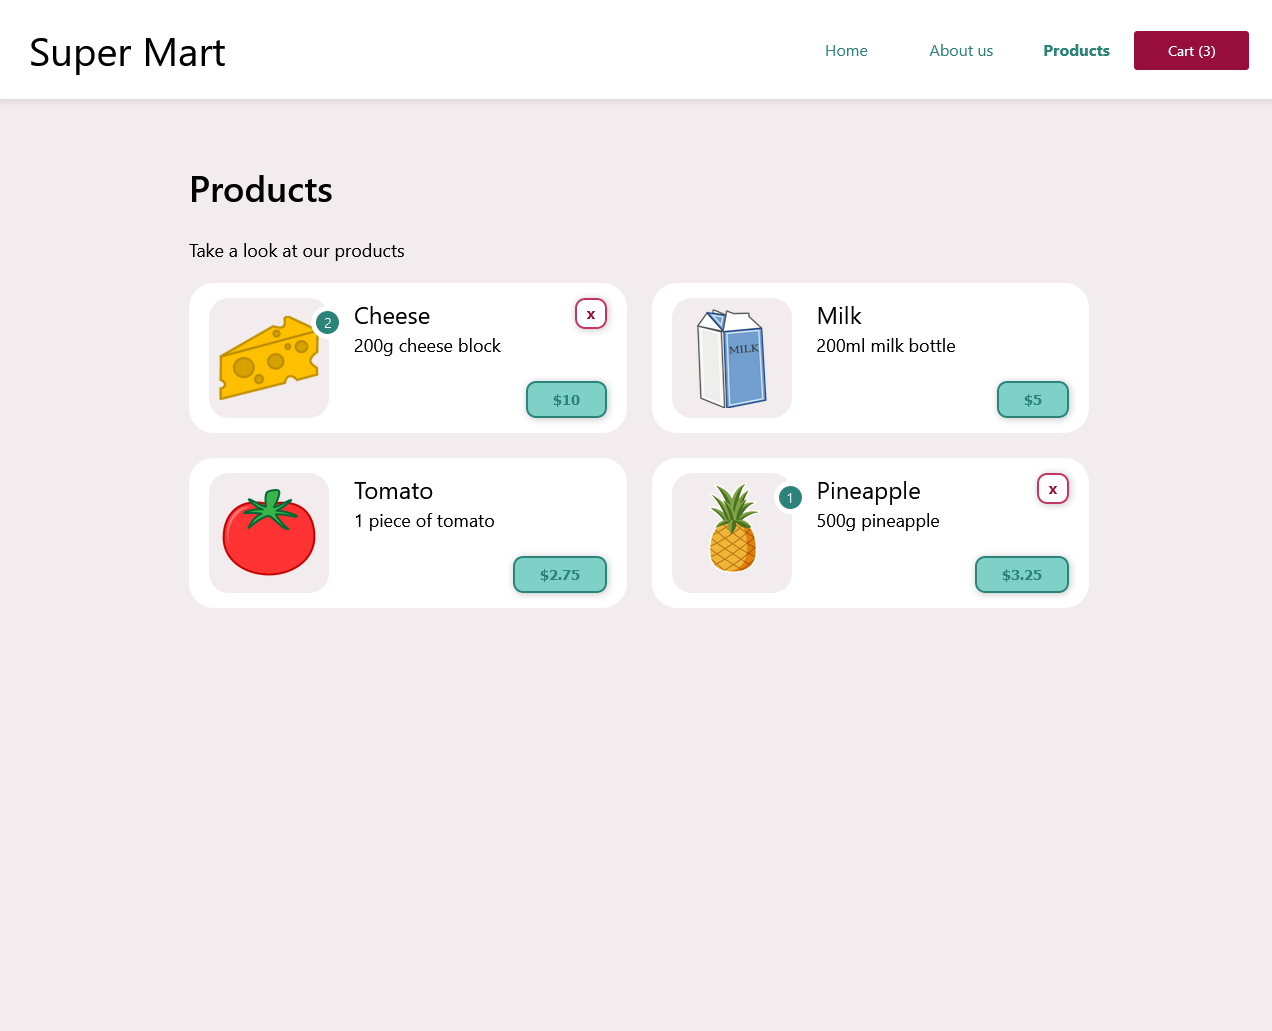 Super Mart
Home
About us
Products
Cart (3)
Products
Take a look at our products
2
Cheese
x
200g cheese block
$10
MILK
Milk
200ml milk bottle
$5
Tomato
1 piece of tomato
$2.75
1
Pineapple
x
500g pineapple
$3.25